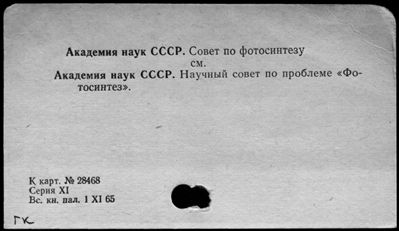 Академия наук СССР. Совет по фотосинтезу
см.
Академия наук СССР. Научный совет по проблеме «Фо-
тосинтез».
К карт. № 28468
Серия XI
Вс. кн. пал. 1 XI 65
ГК